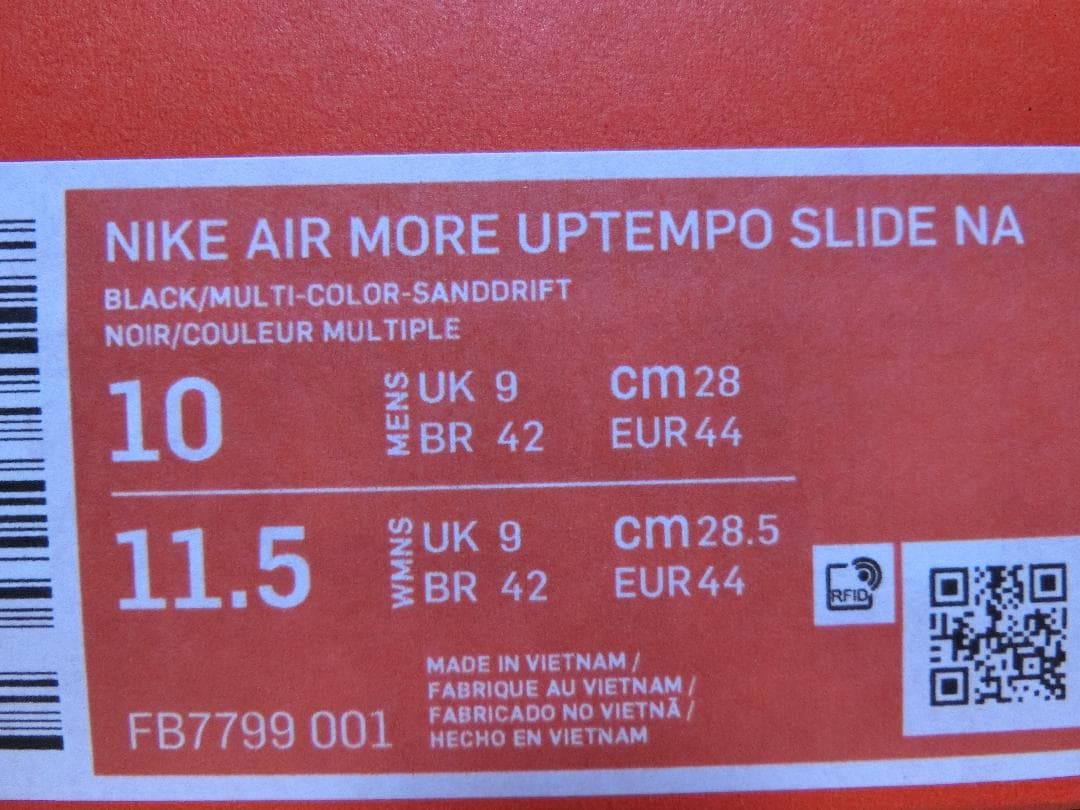 NIKE AIR MORE UPTEMPO SLIDE NA
BLACK/MULTI-COLOR-SANDDRIFT
NOIR/COULEUR MULTIPLE
10
MENS
UK 9
cm 28
BR 42
EUR 44
11.5
WMNS
UK 9
cm 28.5
BR 42
EUR 44
RFID
MADE IN VIETNAM /
FABRIQUE AU VIETNAM /
FABRICADO NO VIETNÃ /
HECHO EN VIETNAM
FB7799 001